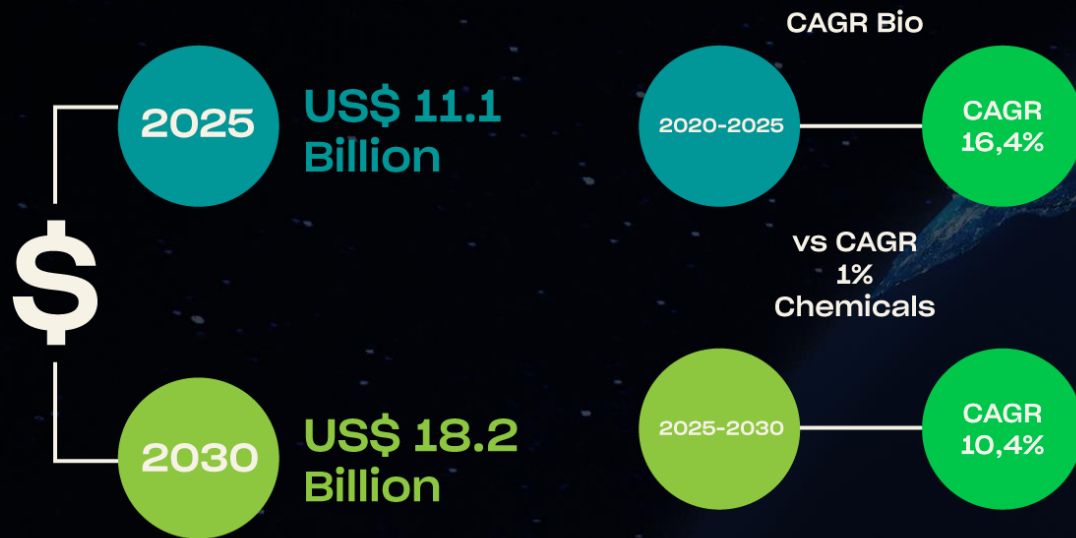 2025
US$ 11.1
Billion
$
2030
US$ 18.2
Billion
CAGR Bio
2020-2025
CAGR
16,4%
vs CAGR
1%
Chemicals
2025-2030
CAGR
10,4%